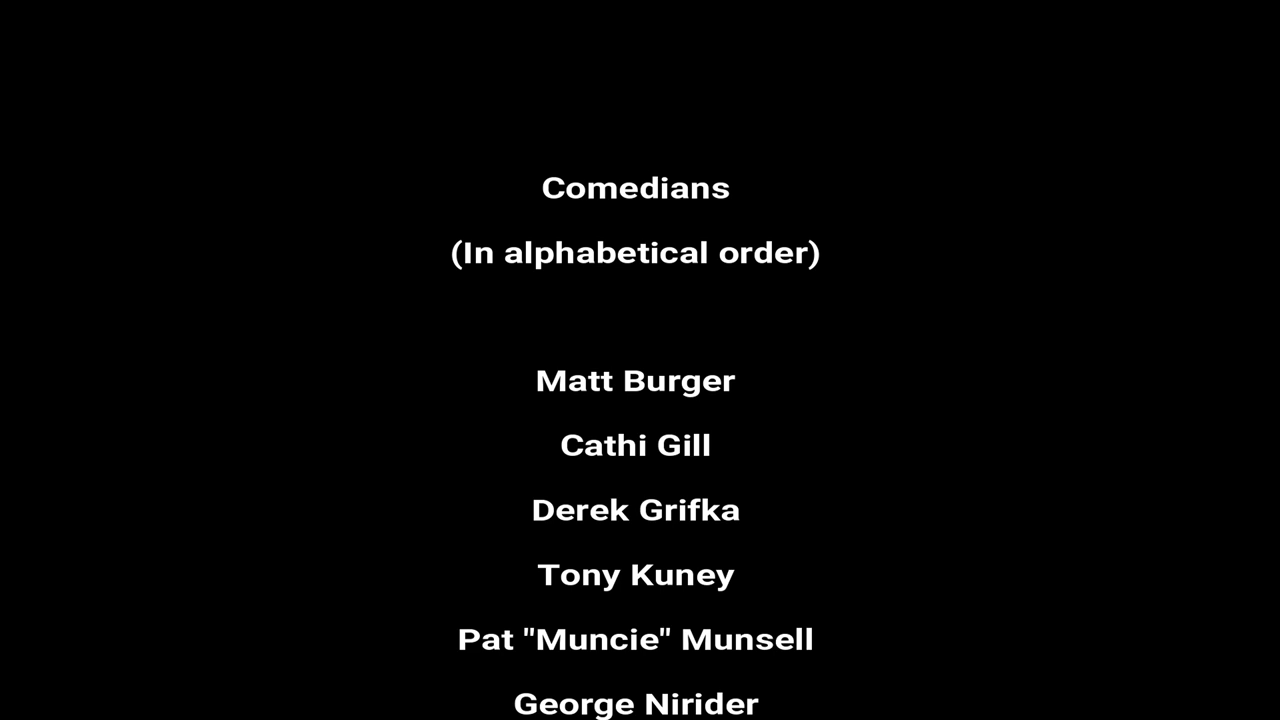 Comedians
(In alphabetical order)
Matt Burger
Cathi Gill
Derek Grifka
Tony Kuney
Pat "Muncie" Munsell
George Nirider